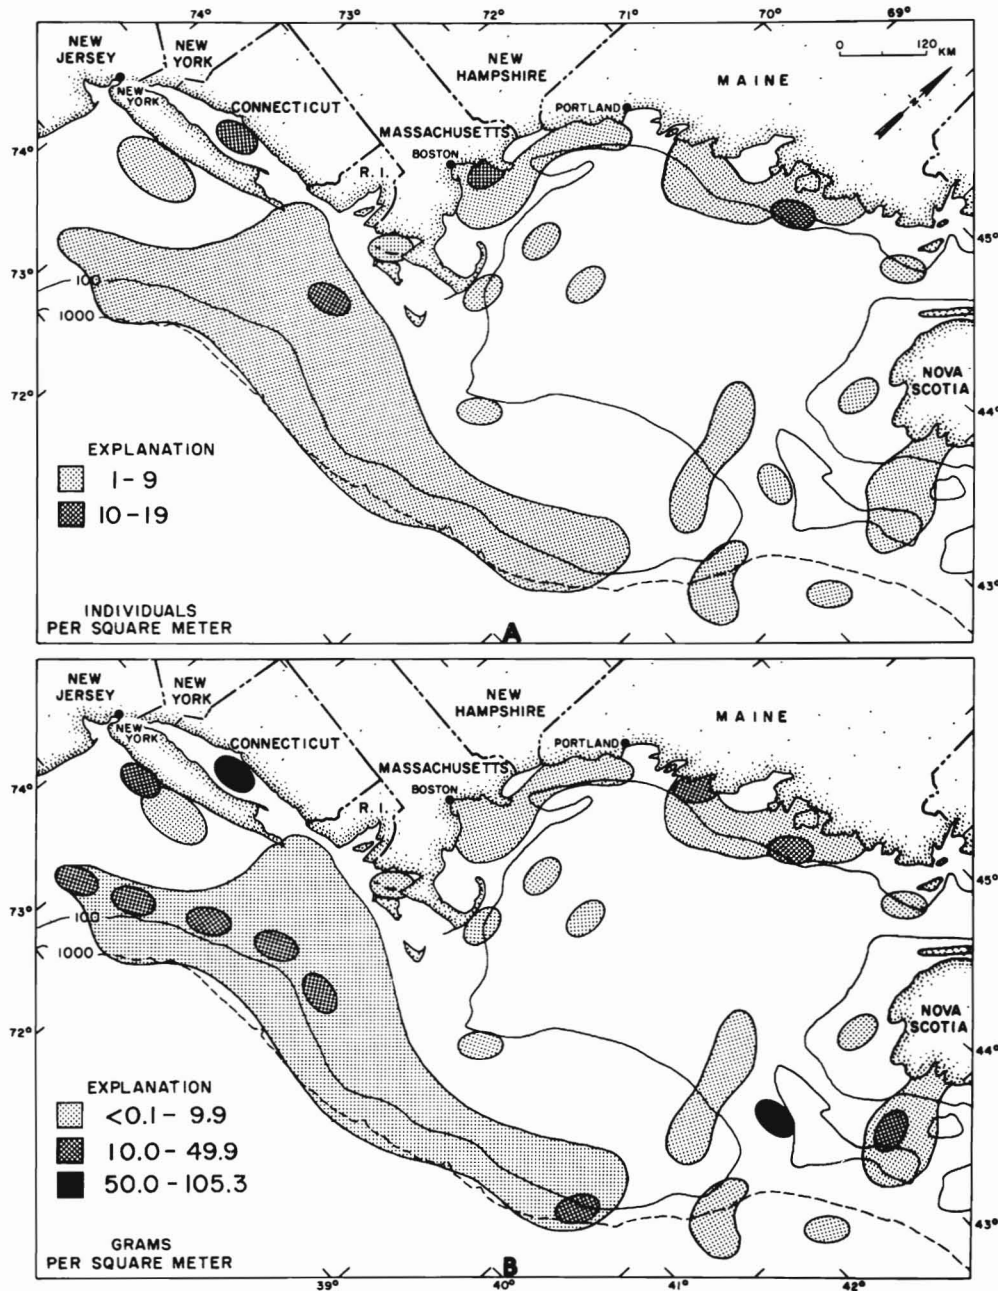 74° 73° 72° 71° 70° 69°
NEW JERSEY
NEW YORK
NEW YORK
CONNECTICUT
R. I.
MASSACHUSETTS
BOSTON
NEW HAMPSHIRE
PORTLAND
MAINE
0 120 KM
74°
73°
100
1000
72°
45°
NOVA SCOTIA
44°
43°
EXPLANATION
1 - 9
10 - 19
INDIVIDUALS
PER SQUARE METER
A
NEW JERSEY
NEW YORK
NEW YORK
CONNECTICUT
R. I.
MASSACHUSETTS
BOSTON
NEW HAMPSHIRE
PORTLAND
MAINE
74°
73°
100
1000
72°
45°
NOVA SCOTIA
44°
43°
EXPLANATION
<0.1 - 9.9
10.0 - 49.9
50.0 - 105.3
GRAMS
PER SQUARE METER
B
39° 40° 41° 42°